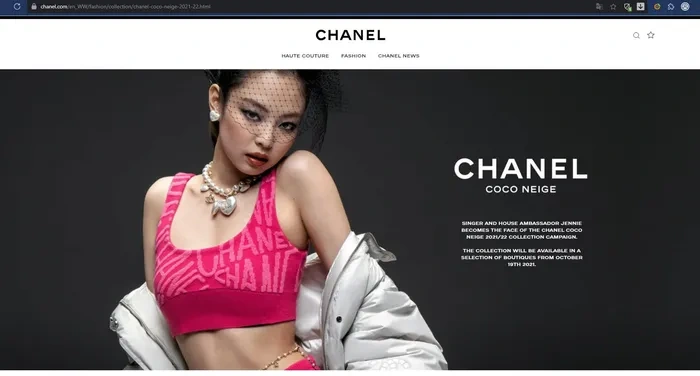 chanel.com/en_WW/fashion/collection/chanel-coco-neige-2021-22.html
CHANEL
HAUTE COUTURE FASHION CHANEL NEWS
CHANEL
COCO NEIGE
SINGER AND HOUSE AMBASSADOR JENNIE
BECOMES THE FACE OF THE CHANEL COCO
NEIGE 2021/22 COLLECTION CAMPAIGN.
THE COLLECTION WILL BE AVAILABLE IN A
SELECTION OF BOUTIQUES FROM OCTOBER
19TH 2021.
CHANE
CHANE